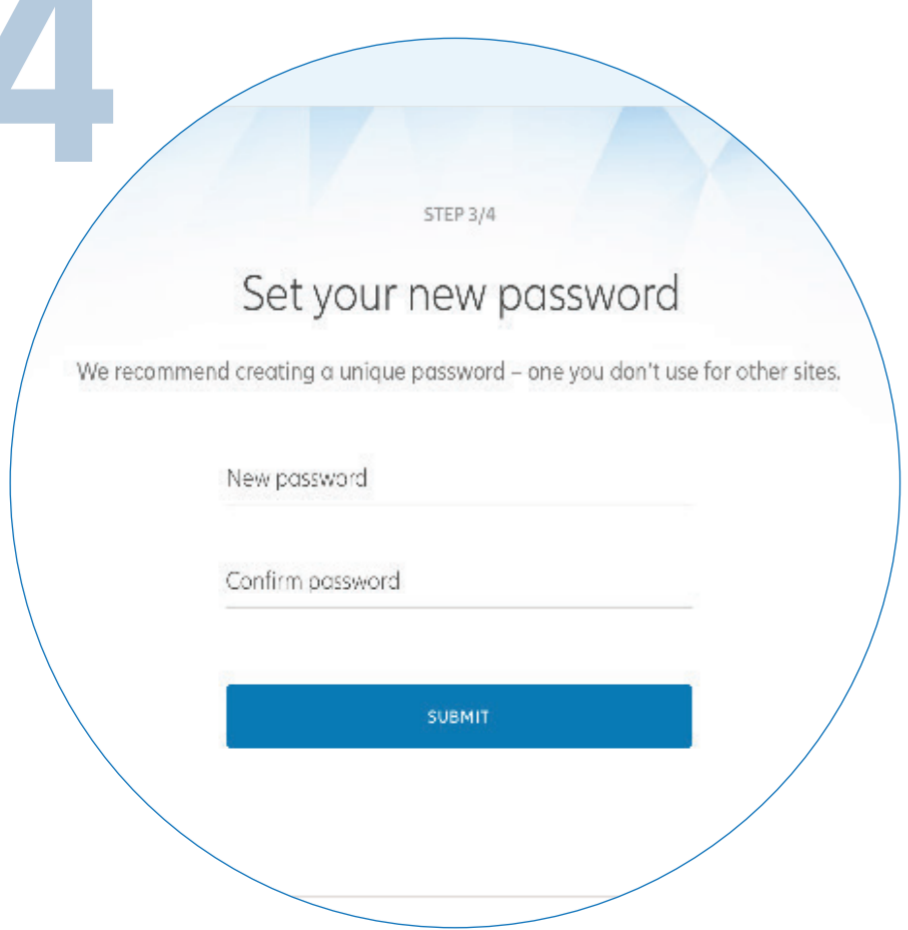 4
STEP 3/4
Set your new password
We recommend creating a unique password – one you don't use for other sites.
New password
Confirm password
SUBMIT